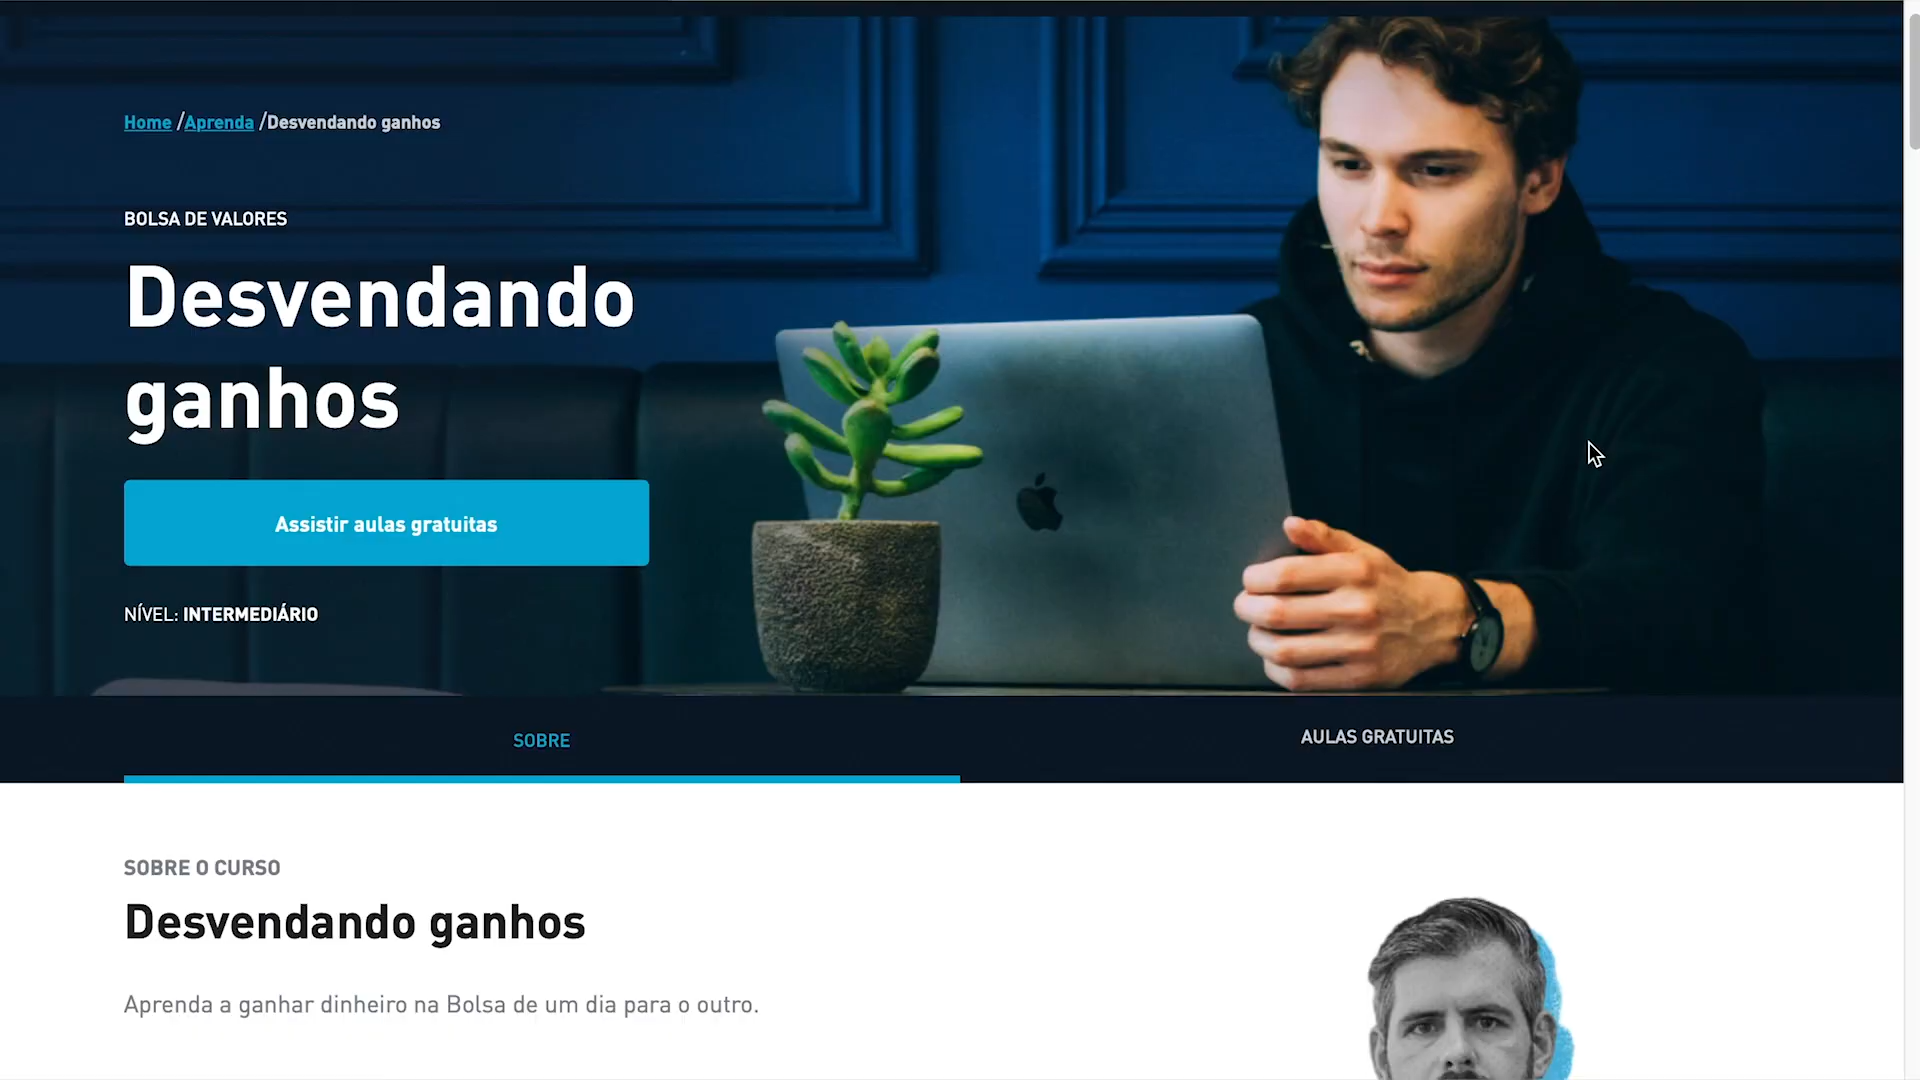 Home /Aprenda /Desvendando ganhos
BOLSA DE VALORES
Desvendando
ganhos
Assistir aulas gratuitas
NÍVEL: INTERMEDIÁRIO
SOBRE
AULAS GRATUITAS
SOBRE O CURSO
Desvendando ganhos
Aprenda a ganhar dinheiro na Bolsa de um dia para o outro.